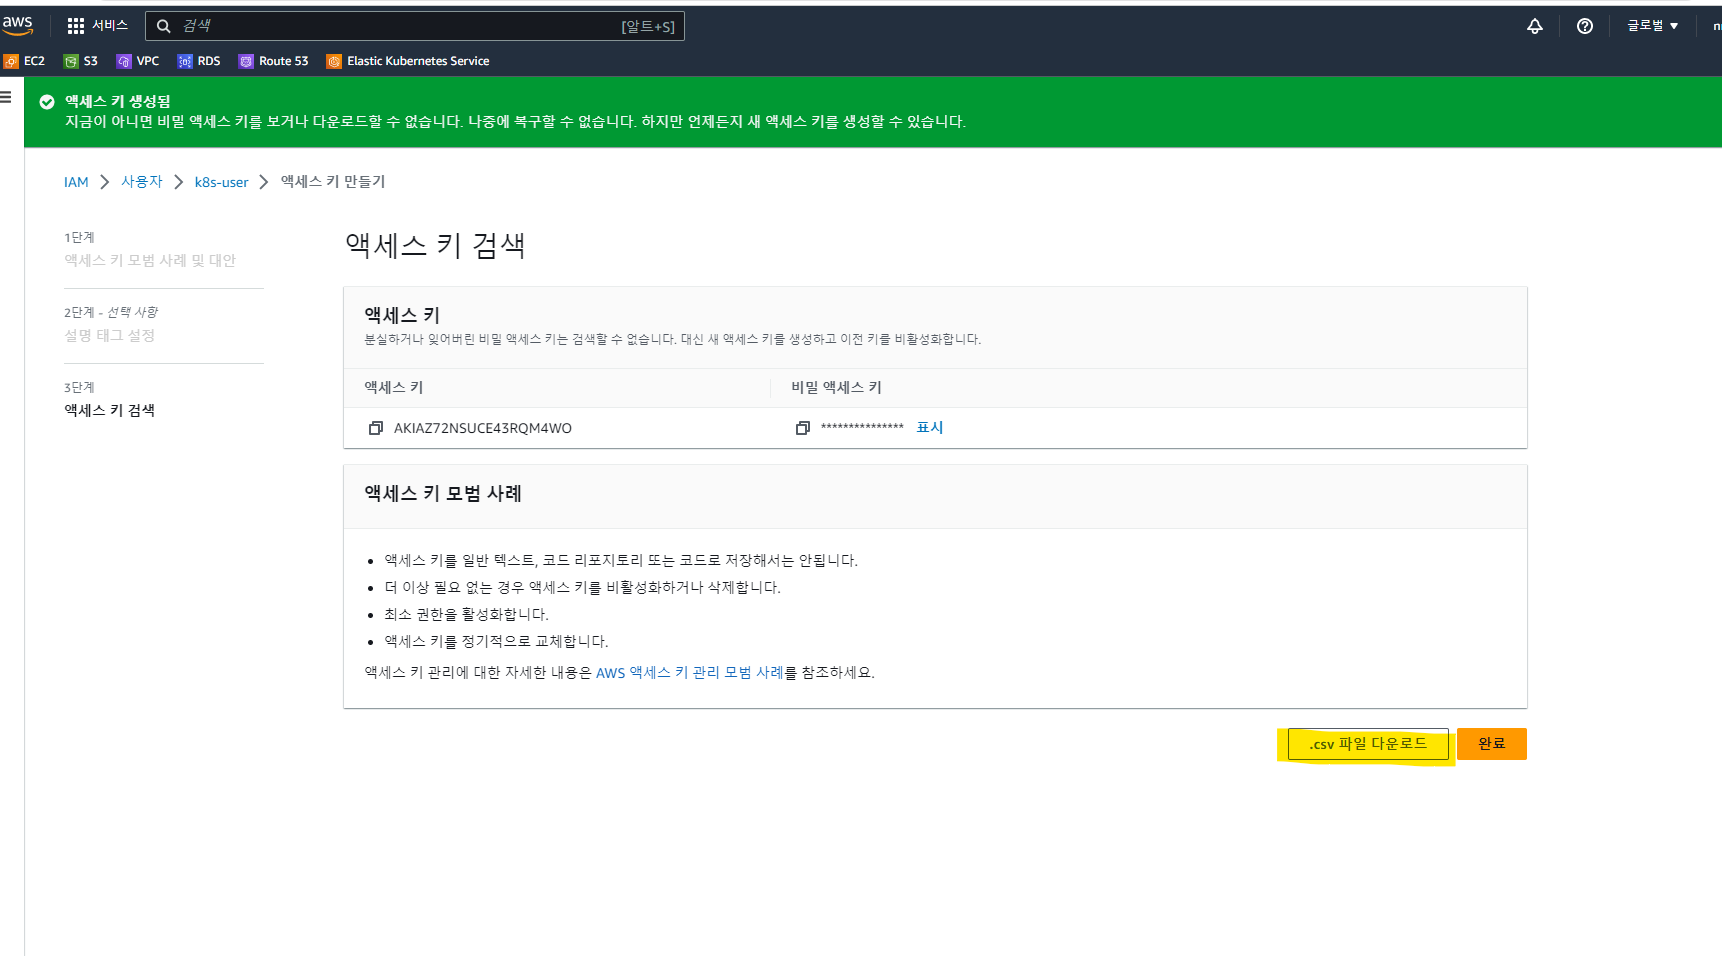 aws
서비스
검색
[알트+S]
글로벌
EC2
S3
VPC
RDS
Route 53
Elastic Kubernetes Service
액세스 키 생성됨
지금이 아니면 비밀 액세스 키를 보거나 다운로드할 수 없습니다. 나중에 복구할 수 없습니다. 하지만 언제든지 새 액세스 키를 생성할 수 있습니다.
IAM
사용자
k8s-user
액세스 키 만들기
1단계
액세스 키 모범 사례 및 대안
2단계 - 선택 사항
설명 태그 설정
3단계
액세스 키 검색
액세스 키 검색
액세스 키
분실하거나 잊어버린 비밀 액세스 키는 검색할 수 없습니다. 대신 새 액세스 키를 생성하고 이전 키를 비활성화합니다.
액세스 키
비밀 액세스 키
AKIAZ72NSUCE43RQM4WO
*************** 표시
액세스 키 모범 사례
• 액세스 키를 일반 텍스트, 코드 리포지토리 또는 코드로 저장해서는 안됩니다.
• 더 이상 필요 없는 경우 액세스 키를 비활성화하거나 삭제합니다.
• 최소 권한을 활성화합니다.
• 액세스 키를 정기적으로 교체합니다.
액세스 키 관리에 대한 자세한 내용은 AWS 액세스 키 관리 모범 사례를 참조하세요.
.csv 파일 다운로드
완료